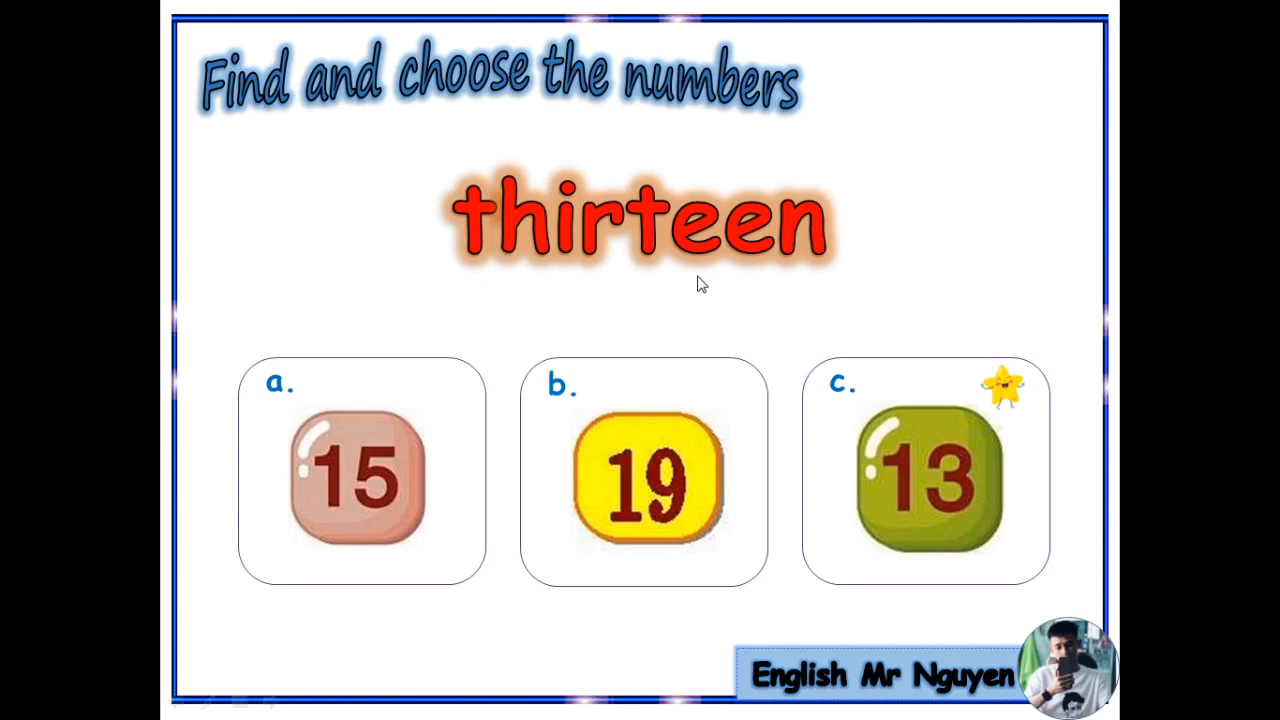 Find and choose the numbers
thirteen
a.
b.
c.
15
19
13
English Mr Nguyen